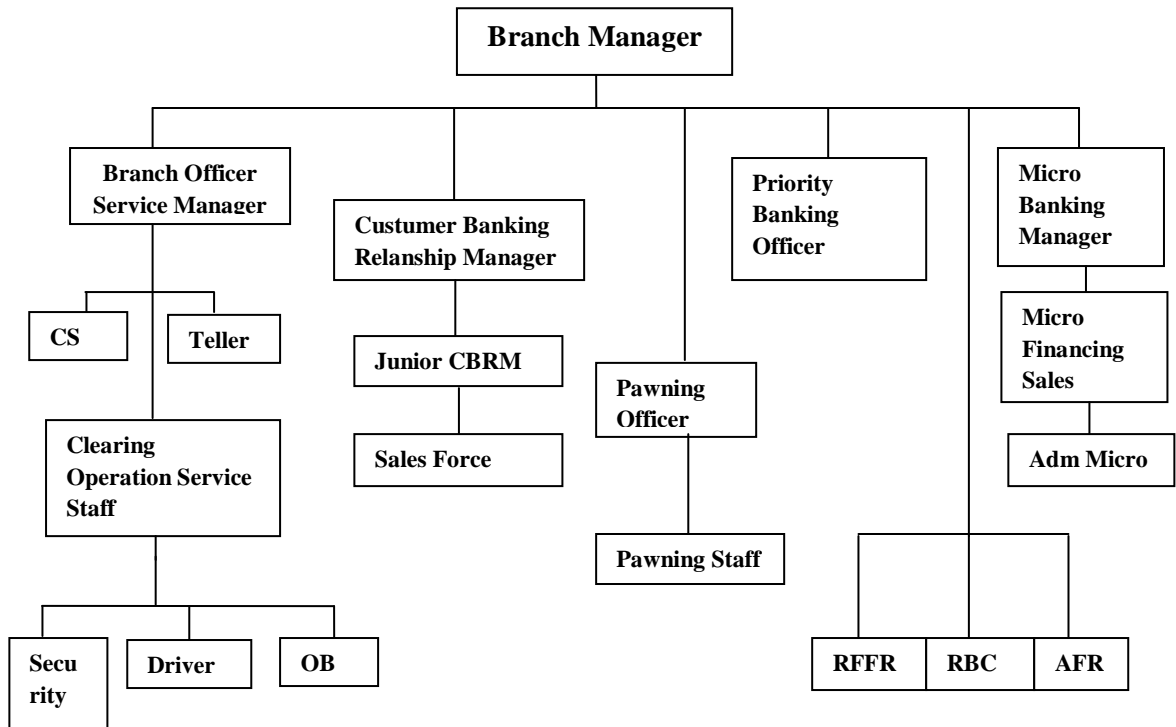 Branch Manager
Branch Officer
Service Manager
Custumer Banking
Relanship Manager
Priority
Banking
Officer
Micro
Banking
Manager
CS
Teller
Junior CBRM
Pawning
Officer
Micro
Financing
Sales
Clearing
Operation Service
Staff
Sales Force
Adm Micro
Pawning Staff
Secu
rity
Driver
OB
RFFR
RBC
AFR